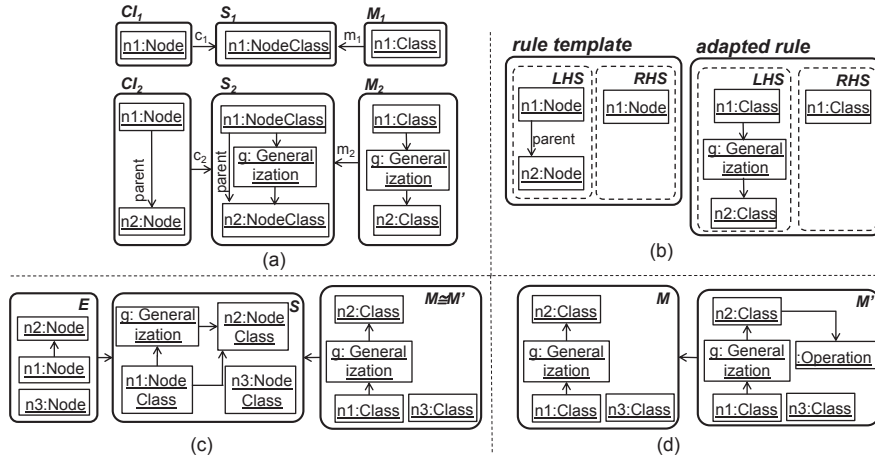 CI1 S1 M1
n1:Node c1 n1:NodeClass m1 n1:Class
CI2 S2 M2
n1:Node n1:NodeClass n1:Class
parent c2 parent g: General ization m2 g: General ization
n2:Node n2:NodeClass n2:Class
(a)
rule template adapted rule
LHS RHS LHS RHS
n1:Node n1:Node n1:Class n1:Class
parent g: General
ization
n2:Node n2:Class
(b)
E S M≅M'
n2:Node g: General
ization n2:Node
Class n2:Class
n1:Node n1:Node
Class g: General
ization
n3:Node n3:Node
Class n1:Class n3:Class
(c)
M M'
n2:Class n2:Class
g: General
ization g: General
ization :Operation
n1:Class n3:Class n1:Class n3:Class
(d)